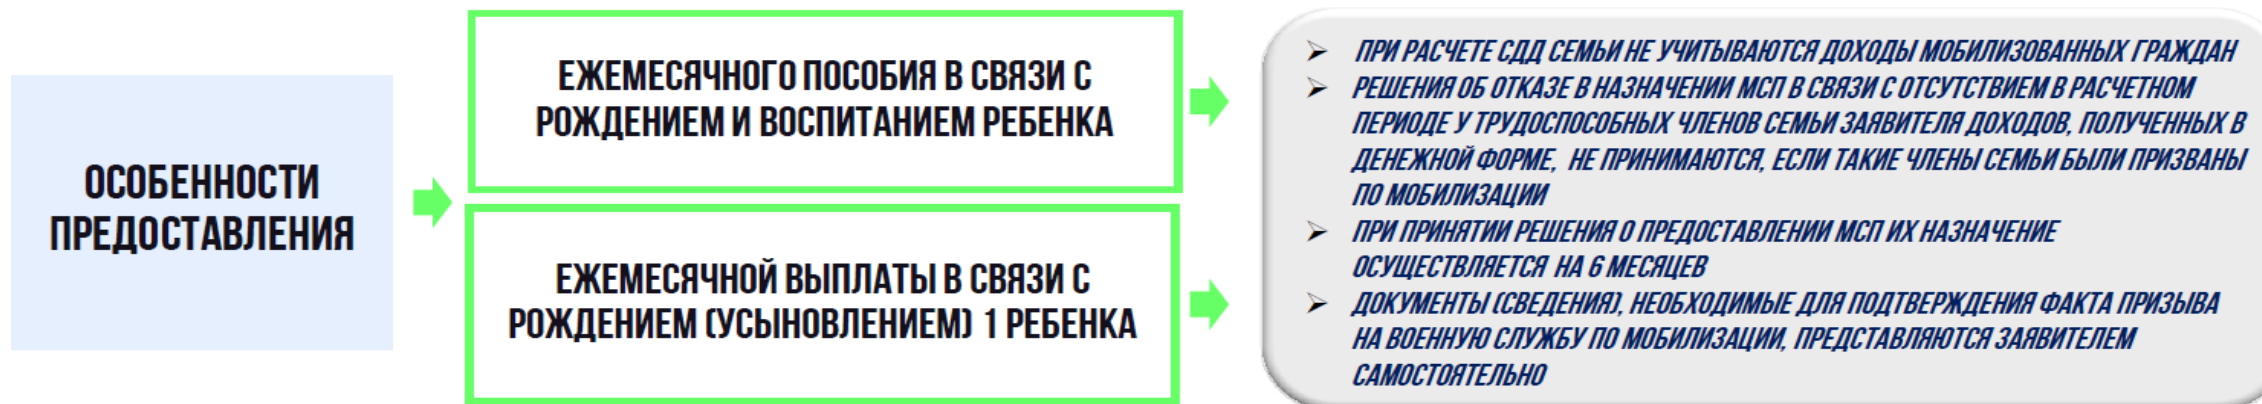 ОСОБЕННОСТИ
ПРЕДОСТАВЛЕНИЯ
ЕЖЕМЕСЯЧНОГО ПОСОБИЯ В СВЯЗИ С
РОЖДЕНИЕМ И ВОСПИТАНИЕМ РЕБЕНКА
ЕЖЕМЕСЯЧНОЙ ВЫПЛАТЫ В СВЯЗИ С
РОЖДЕНИЕМ (УСЫНОВЛЕНИЕМ) 1 РЕБЕНКА
➢ ПРИ РАСЧЕТЕ СДД СЕМЬИ НЕ УЧИТЫВАЮТСЯ ДОХОДЫ МОБИЛИЗОВАННЫХ ГРАЖДАН
➢ РЕШЕНИЯ ОБ ОТКАЗЕ В НАЗНАЧЕНИИ МСП В СВЯЗИ С ОТСУТСТВИЕМ В РАСЧЕТНОМ
ПЕРИОДЕ У ТРУДОСПОСОБНЫХ ЧЛЕНОВ СЕМЬИ ЗАЯВИТЕЛЯ ДОХОДОВ, ПОЛУЧЕННЫХ В
ДЕНЕЖНОЙ ФОРМЕ, НЕ ПРИНИМАЮТСЯ, ЕСЛИ ТАКИЕ ЧЛЕНЫ СЕМЬИ БЫЛИ ПРИЗВАНЫ
ПО МОБИЛИЗАЦИИ
➢ ПРИ ПРИНЯТИИ РЕШЕНИЯ О ПРЕДОСТАВЛЕНИИ МСП ИХ НАЗНАЧЕНИЕ
ОСУЩЕСТВЛЯЕТСЯ НА 6 МЕСЯЦЕВ
➢ ДОКУМЕНТЫ (СВЕДЕНИЯ), НЕОБХОДИМЫЕ ДЛЯ ПОДТВЕРЖДЕНИЯ ФАКТА ПРИЗЫВА
НА ВОЕННУЮ СЛУЖБУ ПО МОБИЛИЗАЦИИ, ПРЕДСТАВЛЯЮТСЯ ЗАЯВИТЕЛЕМ
САМОСТОЯТЕЛЬНО